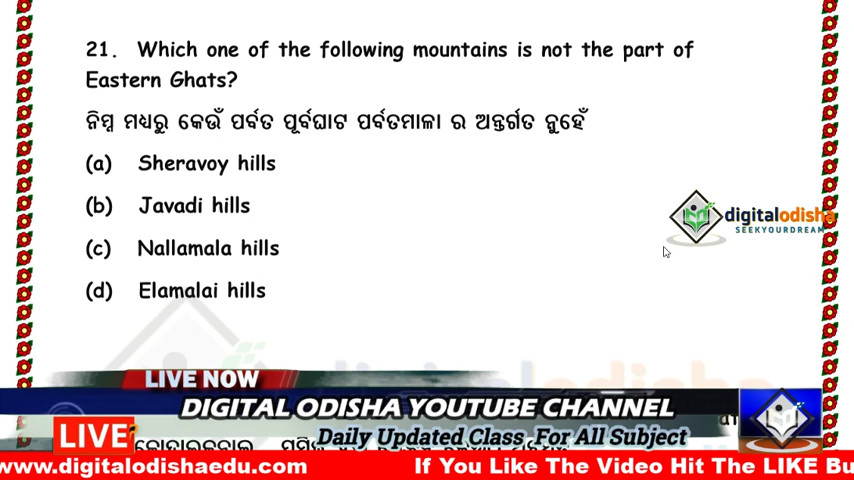 21. Which one of the following mountains is not the part of
Eastern Ghats?
ନିମ୍ନ ମଧ୍ୟରୁ କେଉଁ ପର୍ବତ ପୂର୍ବଘାଟ ପର୍ବତମାଳା ର ଅନ୍ତର୍ଗତ ନୁହେଁ
(a) Sheravoy hills
(b) Javadi hills
digitalodisha
SEEKYOURDREAM
(c) Nallamala hills
(d) Elamalai hills
LIVE NOW
DIGITAL ODISHA YOUTUBE CHANNEL
LIVE
Daily Updated Class For All Subject
www.digitalodishaedu.com If You Like The Video Hit The LIKE Bu